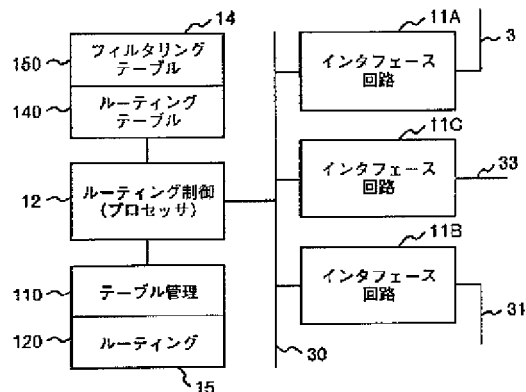 14
150
フィルタリング
テーブル
140
ルーティング
テーブル
12
ルーティング制御
(プロセッサ)
110
テーブル管理
120
ルーティング
15
11A
インタフェース
回路
3
11C
インタフェース
回路
33
11B
インタフェース
回路
31
30